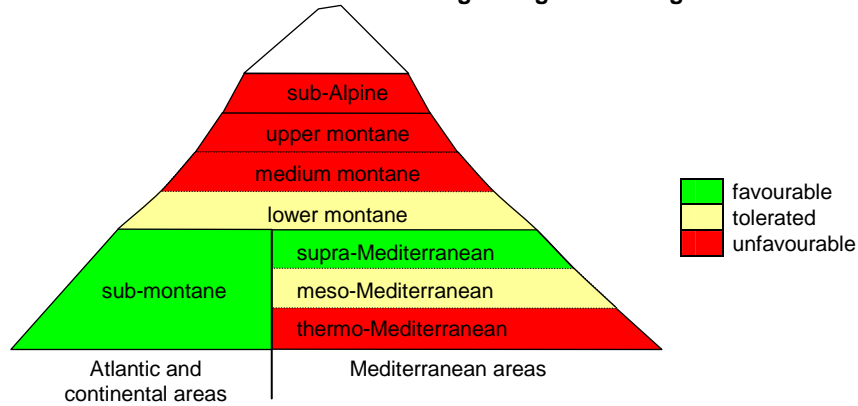 sub-Alpine
upper montane
medium montane
lower montane
sub-montane
supra-Mediterranean
meso-Mediterranean
thermo-Mediterranean
Atlantic and
continental areas
Mediterranean areas
favourable
tolerated
unfavourable